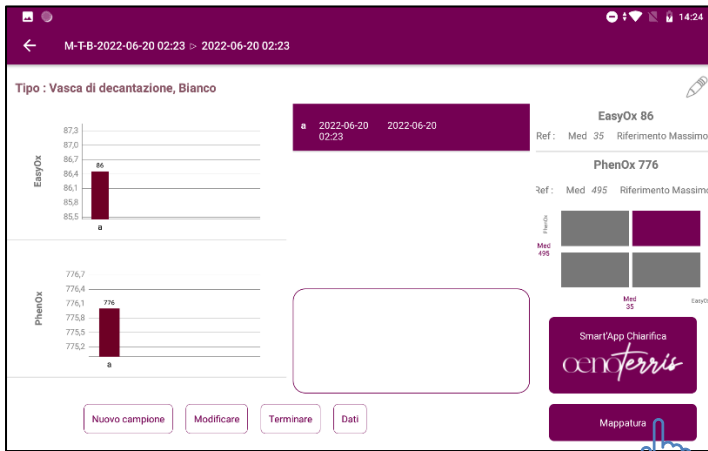 14:24
M-T-B-2022-06-20 02:23 ▷ 2022-06-20 02:23
Tipo : Vasca di decantazione, Bianco
EasyOx
87,3
87,0
86,7
86,4
86,1
85,8
85,5
86
a
PhenOx
776,7
776,4
776,1
775,8
775,5
775,2
776
a
a 2022-06-20 2022-06-20
02:23
EasyOx 86
Ref : Med 35 Riferimento Massimo
PhenOx 776
Ref : Med 495 Riferimento Massimo
PhenOx
Med
495
Med
35
EasyO
Smart'App Chiarifica
œnoterris
Nuovo campione
Modificare
Terminare
Dati
Mappatura